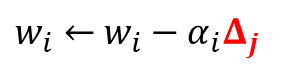 𝑤ᵢ ← 𝑤ᵢ − 𝛼ᵢ𝚫ⱼ